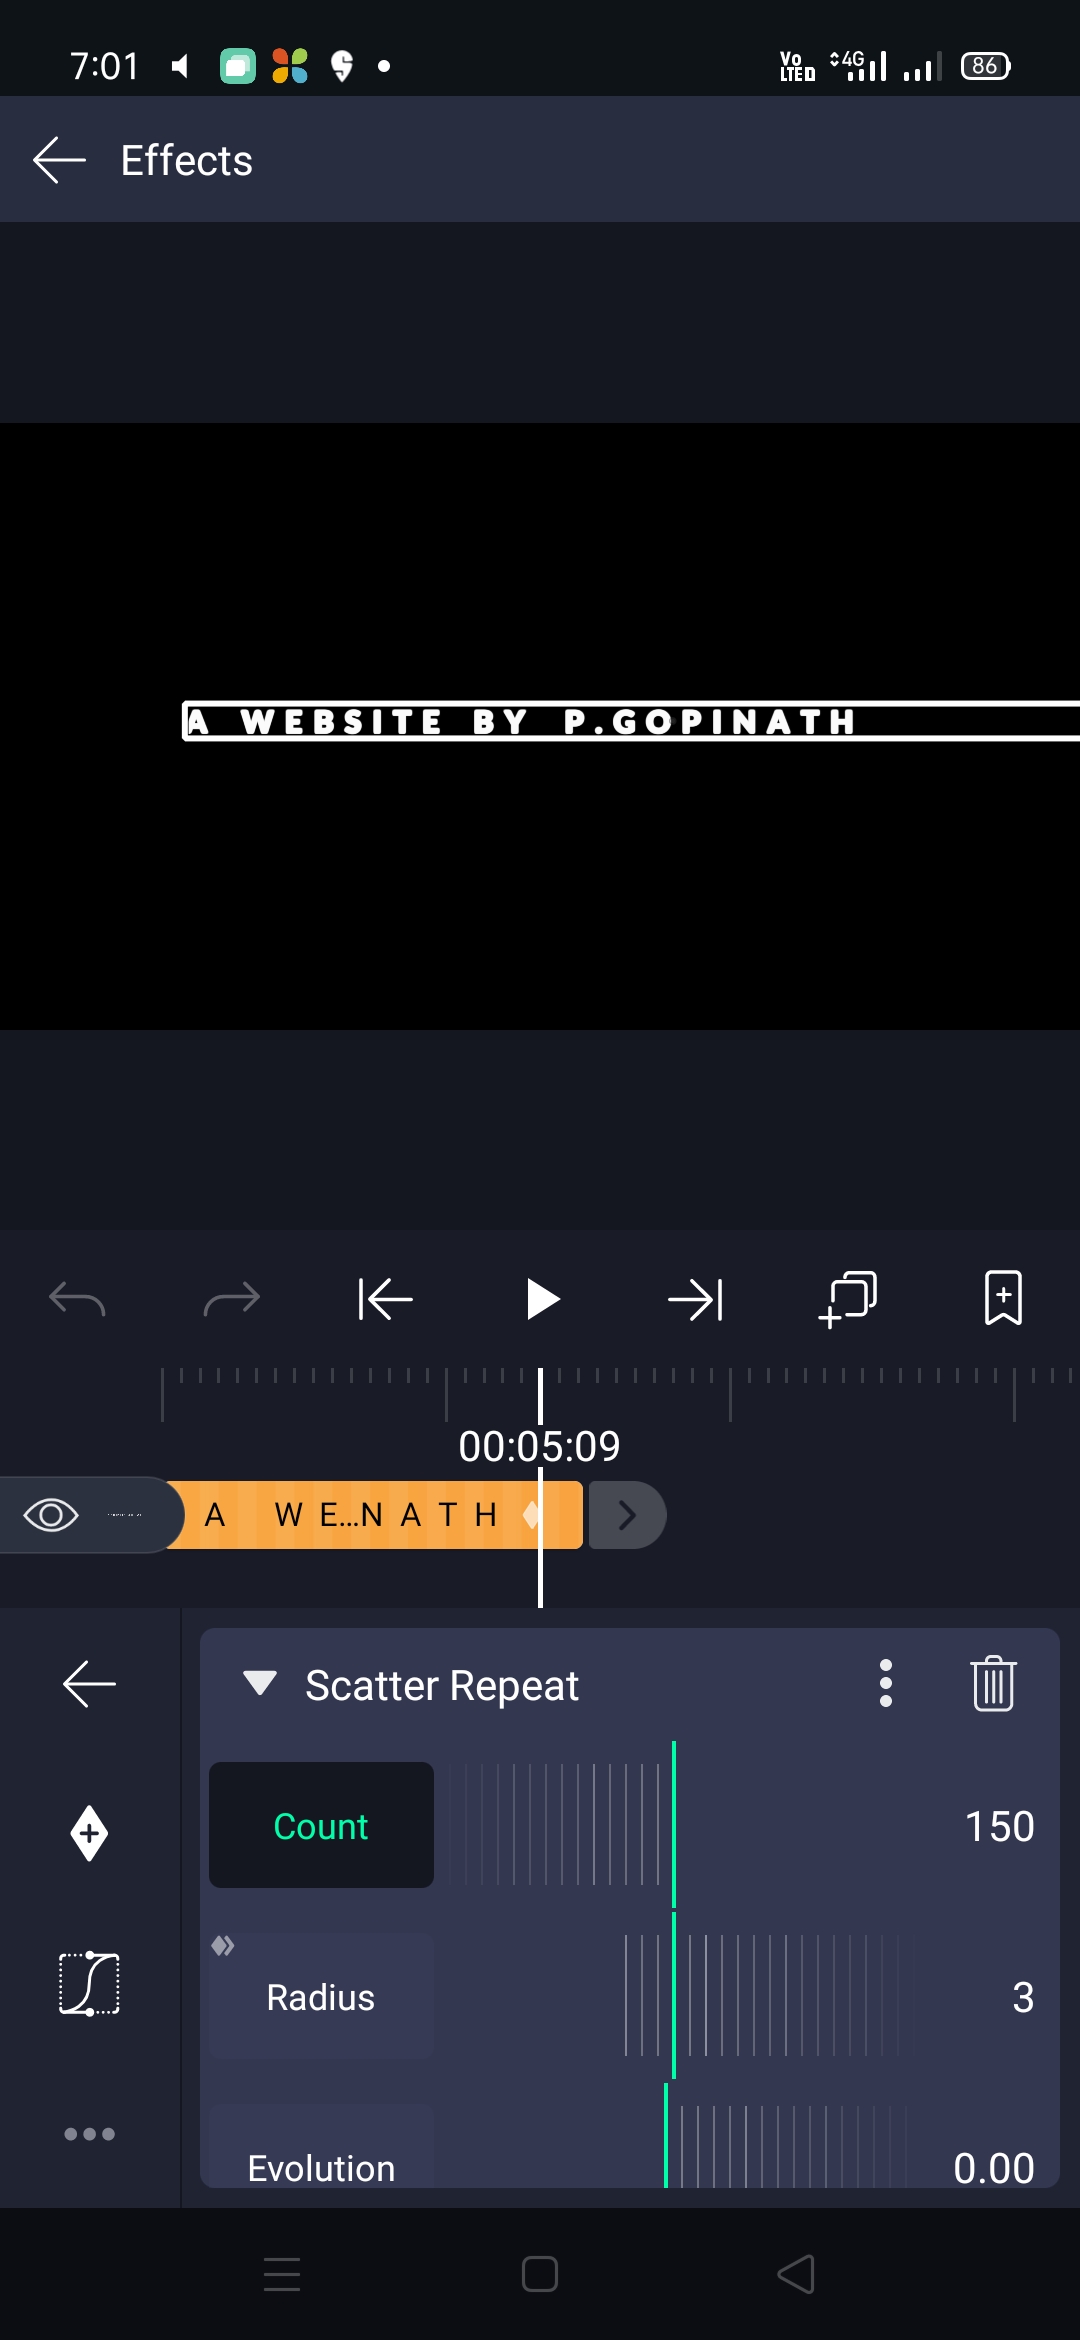 7:01 Vo LTED 4G 86
Effects
A WEBSITE BY P.GOPINATH
00:05:09
A W E...N A T H
Scatter Repeat
Count 150
Radius 3
Evolution 0.00